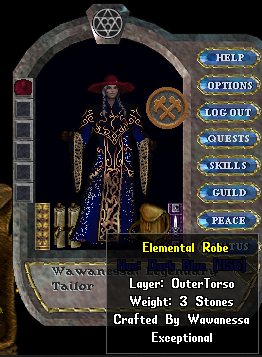 HELP
OPTIONS
LOG OUT
QUESTS
SKILLS
GUILD
PEACE
TUS
Wawanessa
Tailor
Elemental Robe
Layer: OuterTorso
Weight: 3 Stones
Crafted By Wawanessa
Exceptional